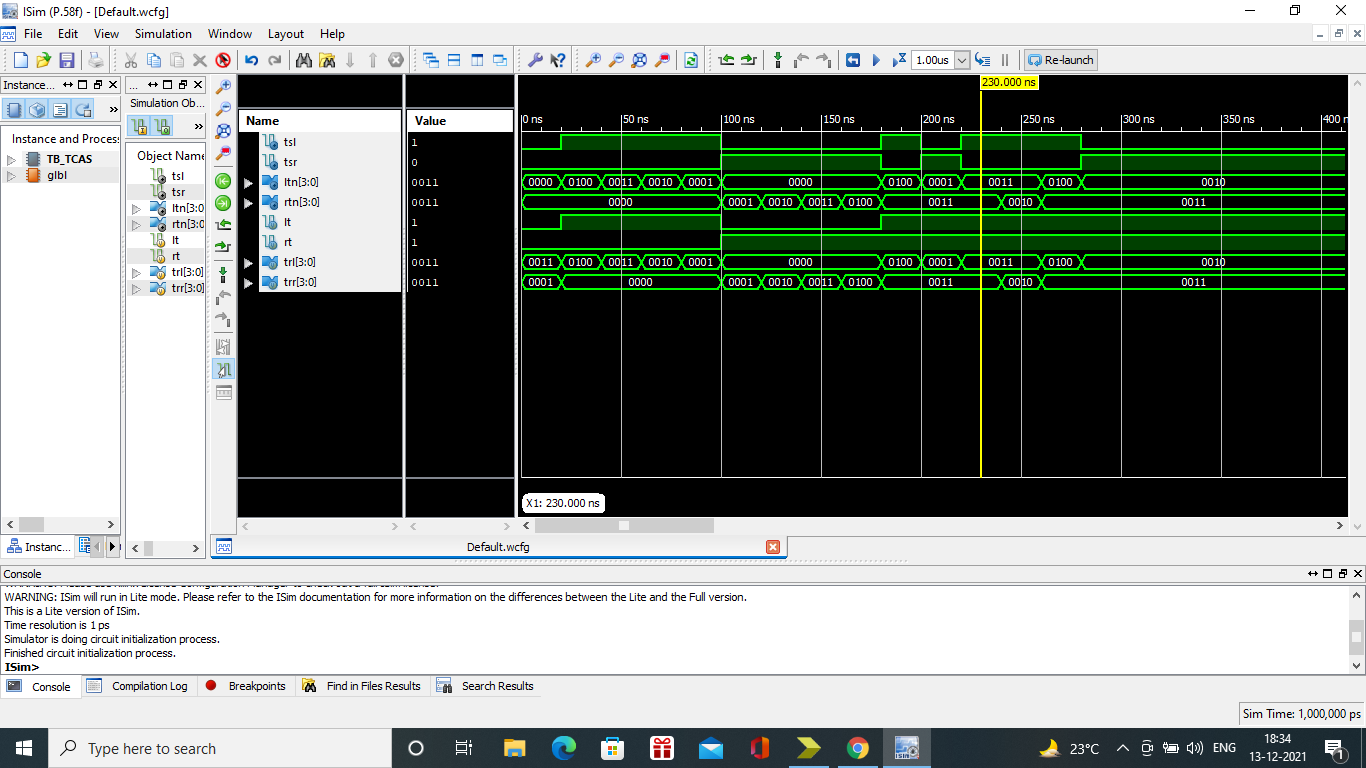 ISim (P.58f) - [Default.wcfg]
File Edit View Simulation Window Layout Help
1.00us Re-launch
Instance... ...
Simulation Ob...
Instance and Proces
TB_TCAS
glbl
Object Name
tsl
tsr
ltn[3:0]
rtn[3:0]
lt
rt
trl[3:0]
trr[3:0]
Name Value
tsl 1
tsr 0
ltn[3:0] 0011
rtn[3:0] 0011
lt 1
rt 1
trl[3:0] 0011
trr[3:0] 0011
230.000 ns
0 ns 50 ns 100 ns 150 ns 200 ns 250 ns 300 ns 350 ns 400 n
0000 0100 0011 0010 0001 0000 0100 0001 0011 0100 0010
0000 0001 0010 0011 0100 0011 0010 0011
0011 0100 0011 0010 0001 0000 0100 0001 0011 0100 0010
0001 0000 0001 0010 0011 0100 0011 0010 0011
X1: 230.000 ns
Instanc...
Default.wcfg
Console
WARNING: ISim will run in Lite mode. Please refer to the ISim documentation for more information on the differences between the Lite and the Full version.
This is a Lite version of ISim.
Time resolution is 1 ps
Simulator is doing circuit initialization process.
Finished circuit initialization process.
ISim>
Console Compilation Log Breakpoints Find in Files Results Search Results
Sim Time: 1,000,000 ps
Type here to search
23°C ENG
18:34
13-12-2021
1